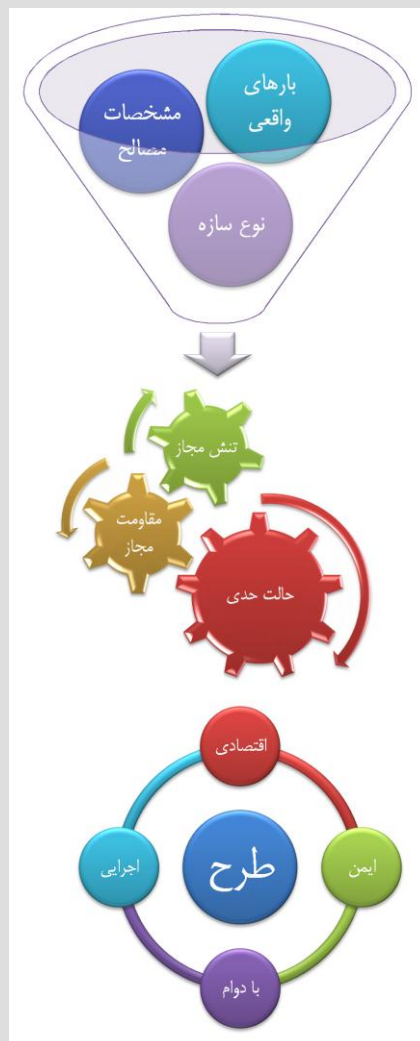 بارهای
واقعی
مشخصات
مصالح
نوع سازه
تنش مجاز
مقاومت
مجاز
حالت حدی
اقتصادی
ایمن
طرح
اجرایی
با دوام